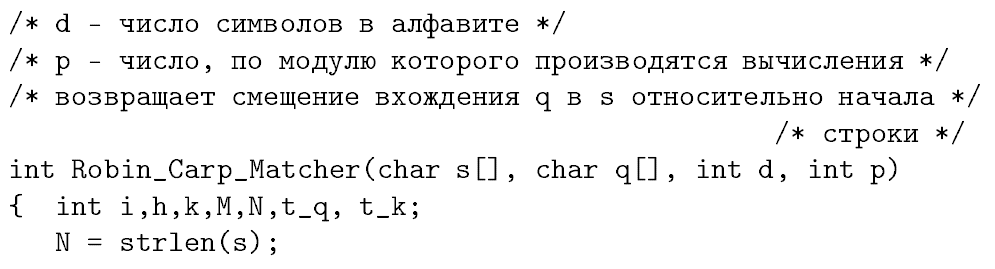 /* d - число символов в алфавите */
/* p - число, по модулю которого производятся вычисления */
/* возвращает смещение вхождения q в s относительно начала */
/* строки */
int Robin_Carp_Matcher(char s[], char q[], int d, int p)
{ int i,h,k,M,N,t_q, t_k;
N = strlen(s);